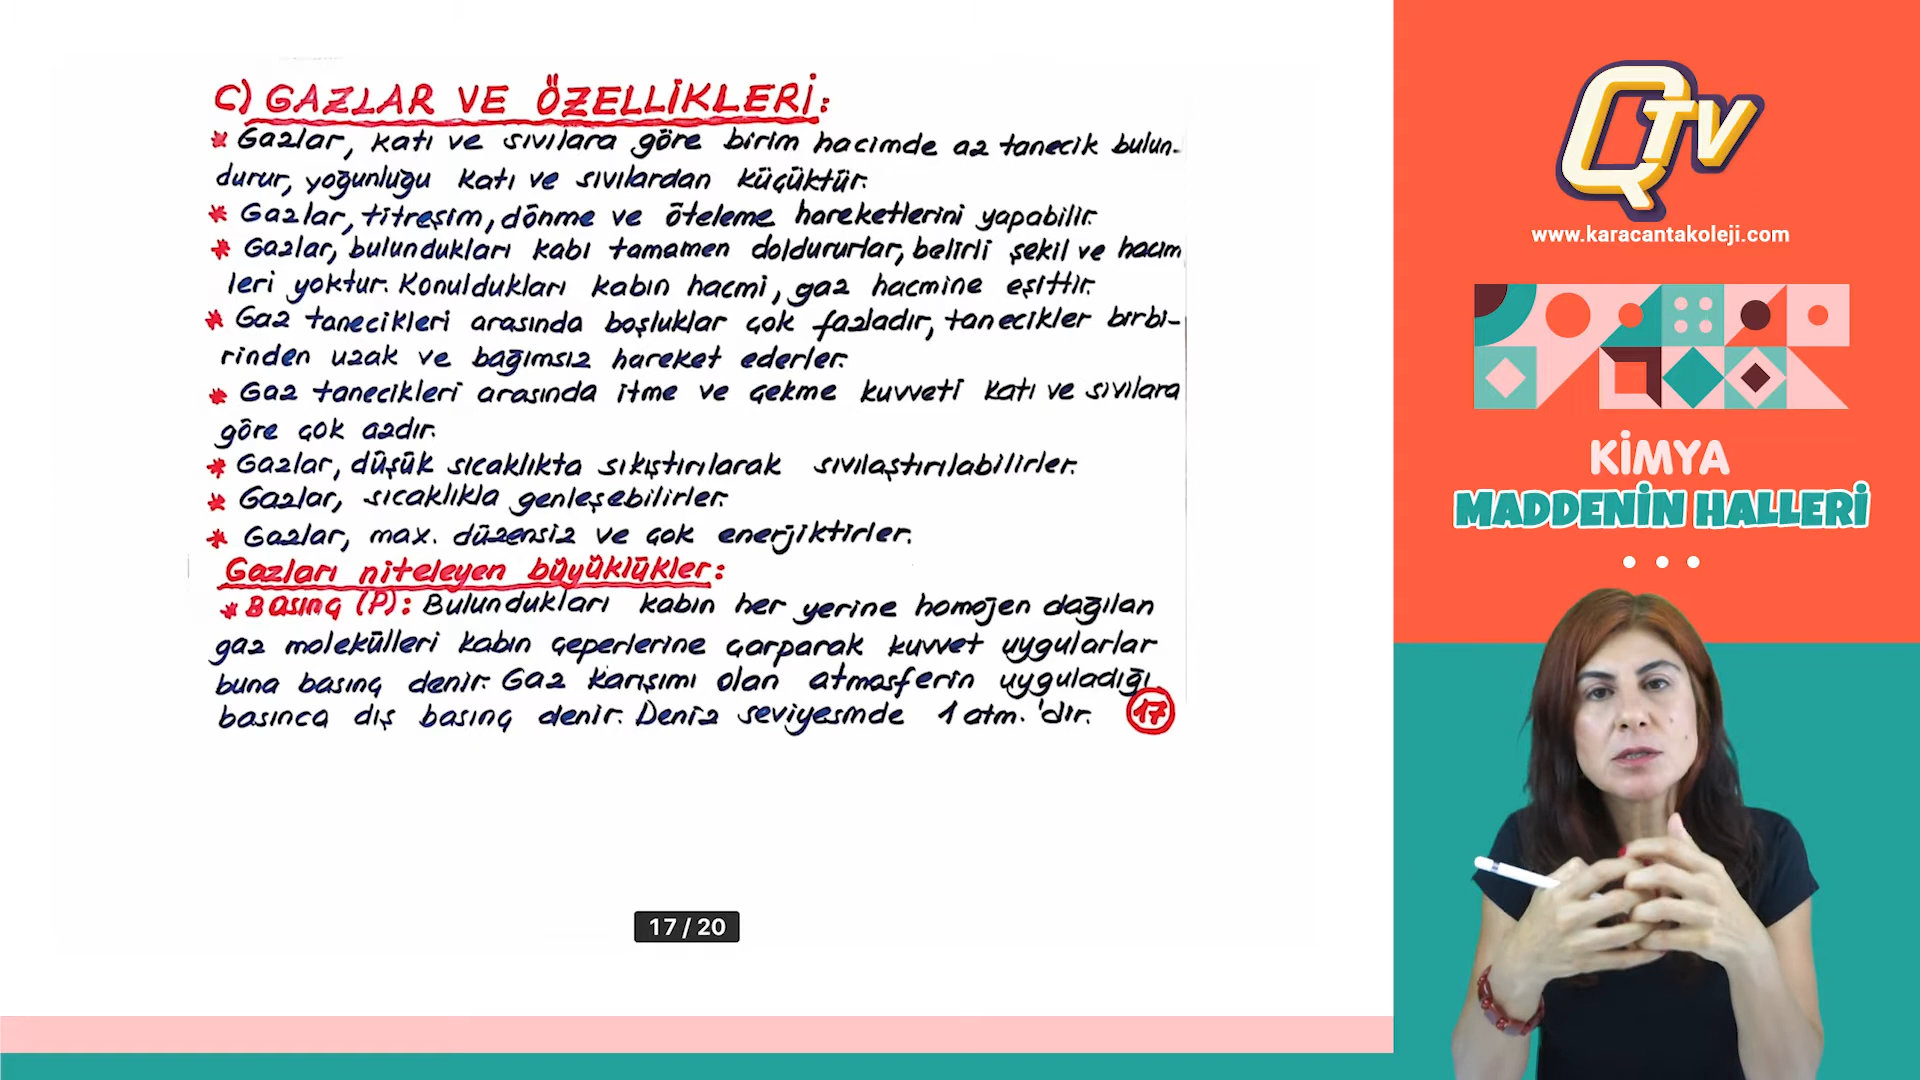 C) GAZLAR VE ÖZELLİKLERİ:
* Gazlar, katı ve sıvılara göre birim hacimde az tanecik bulun-
durur, yoğunluğu katı ve sıvılardan küçüktür.
* Gazlar, titreşim, dönme ve öteleme hareketlerini yapabilir.
* Gazlar, bulundukları kabı tamamen doldururlar, belirli şekil ve hacim
leri yoktur. Konuldukları kabın hacmi, gaz hacmine eşittir.
* Gaz tanecikleri arasında boşluklar çok fazladır, tanecikler birbi-
rinden uzak ve bağımsız hareket ederler.
* Gaz tanecikleri arasında itme ve çekme kuvveti katı ve sıvılara
göre çok azdır.
* Gazlar, düşük sıcaklıkta sıkıştırılarak sıvılaştırılabilirler.
* Gazlar, sıcaklıkla genleşebilirler.
* Gazlar, max. düzensiz ve çok enerjiktirler.
Gazları niteleyen büyüklükler:
* Basınç (P): Bulundukları kabın her yerine homojen dağılan
gaz molekülleri kabın çeperlerine çarparak kuvvet uygularlar
buna basınç denir. Gaz karışımı olan atmosferin uyguladığı
basınca dış basınç denir. Deniz seviyesinde 1 atm.'dir.
17
17 / 20
QTV
www.karacantakoleji.com
KİMYA
MADDENİN HALLERİ